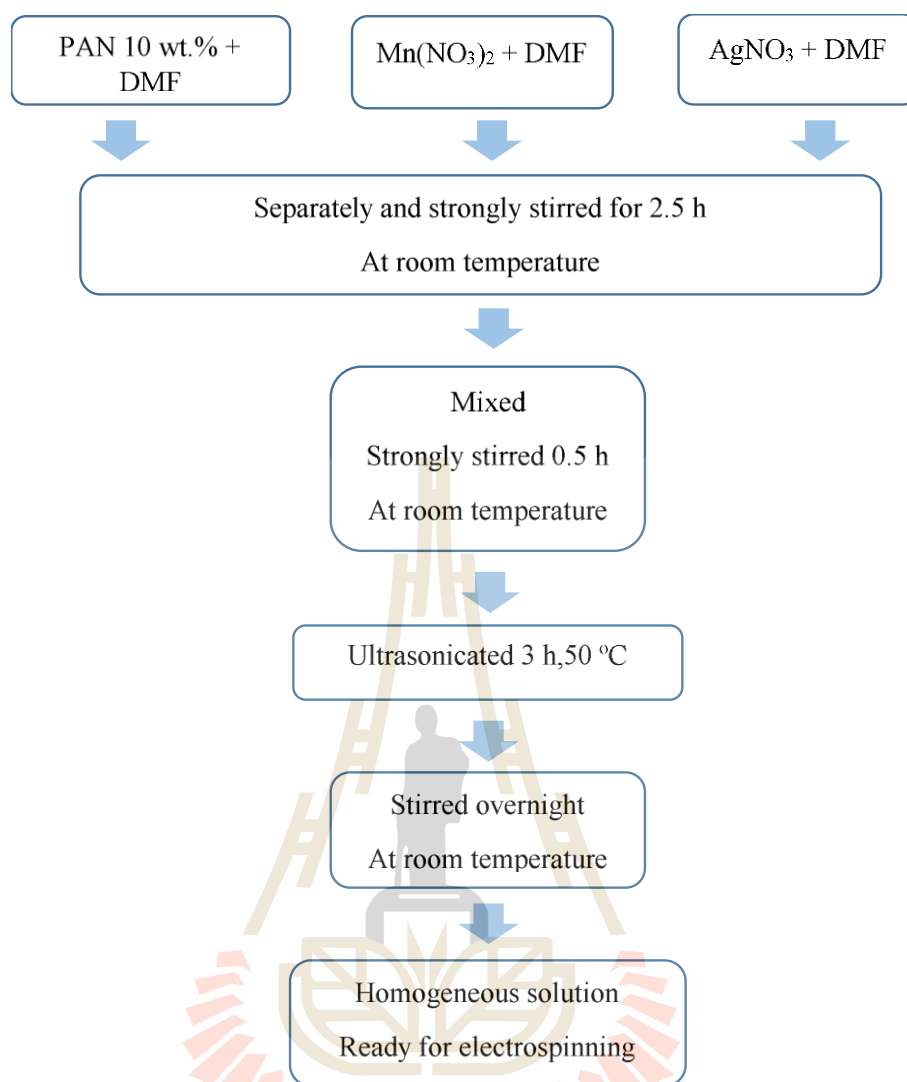 PAN 10 wt.% +
DMF
Mn(NO₃)₂ + DMF
AgNO₃ + DMF
Separately and strongly stirred for 2.5 h
At room temperature
Mixed
Strongly stirred 0.5 h
At room temperature
Ultrasonicated 3 h,50 ⁰C
Stirred overnight
At room temperature
Homogeneous solution
Ready for electrospinning